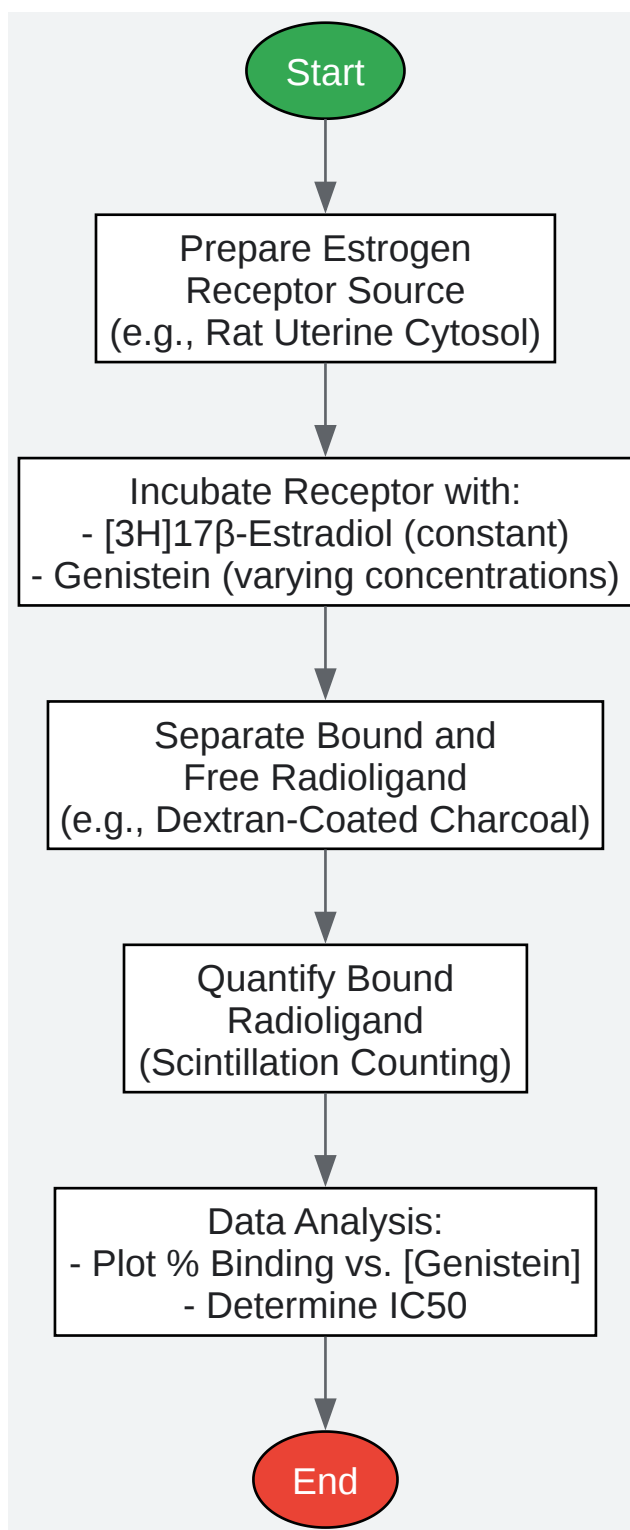 Start
Prepare Estrogen
Receptor Source
(e.g., Rat Uterine Cytosol)
Incubate Receptor with:
- [3H]17β-Estradiol (constant)
- Genistein (varying concentrations)
Separate Bound and
Free Radioligand
(e.g., Dextran-Coated Charcoal)
Quantify Bound
Radioligand
(Scintillation Counting)
Data Analysis:
- Plot % Binding vs. [Genistein]
- Determine IC50
End